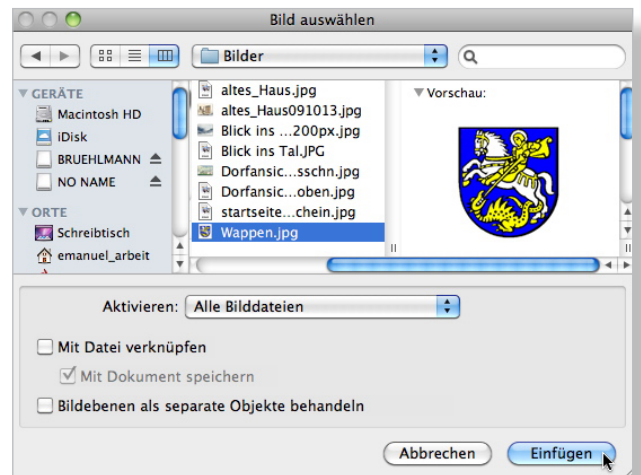 Bild auswählen
Bilder
GERÄTE
Macintosh HD
iDisk
BRUEHLMANN
NO NAME
ORTE
Schreibtisch
emanuel_arbeit
altes_Haus.jpg
altes_Haus091013.jpg
Blick ins ...200px.jpg
Blick ins Tal.JPG
Dorfansic...sschn.jpg
Dorfansic...oben.jpg
startseite...chein.jpg
Wappen.jpg
Vorschau:
Aktivieren: Alle Bilddateien
Mit Datei verknüpfen
Mit Dokument speichern
Bildebenen als separate Objekte behandeln
Abbrechen Einfügen